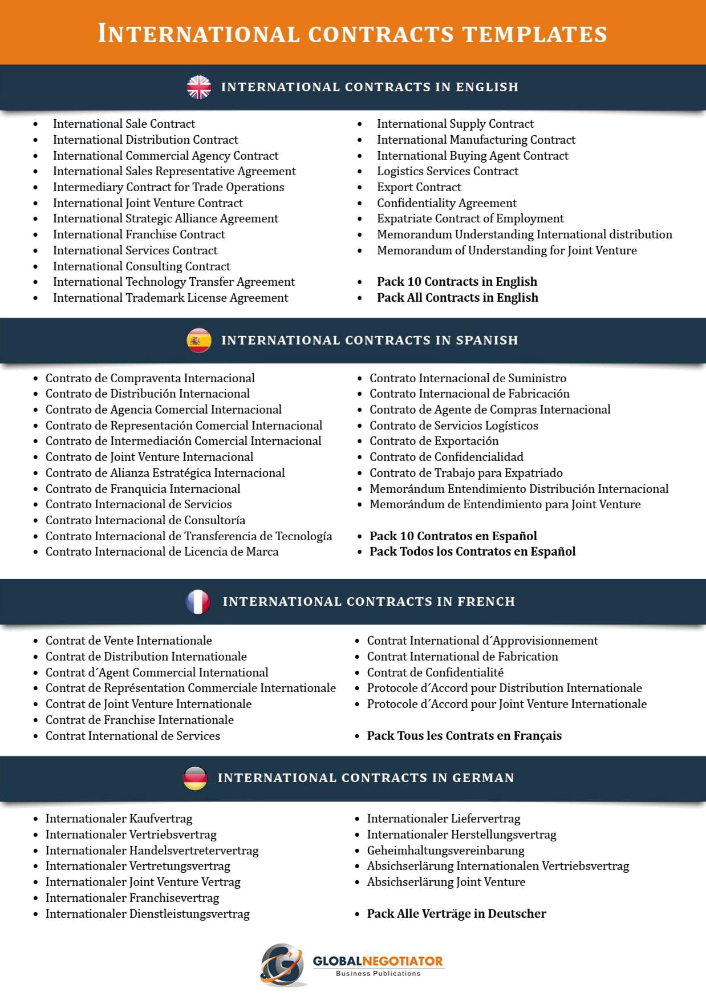 INTERNATIONAL CONTRACTS TEMPLATES
INTERNATIONAL CONTRACTS IN ENGLISH
• International Sale Contract
• International Distribution Contract
• International Commercial Agency Contract
• International Sales Representative Agreement
• Intermediary Contract for Trade Operations
• International Joint Venture Contract
• International Strategic Alliance Agreement
• International Franchise Contract
• International Services Contract
• International Consulting Contract
• International Technology Transfer Agreement
• International Trademark License Agreement
• International Supply Contract
• International Manufacturing Contract
• International Buying Agent Contract
• Logistics Services Contract
• Export Contract
• Confidentiality Agreement
• Expatriate Contract of Employment
• Memorandum Understanding International distribution
• Memorandum of Understanding for Joint Venture
• Pack 10 Contracts in English
• Pack All Contracts in English
INTERNATIONAL CONTRACTS IN SPANISH
• Contrato de Compraventa Internacional
• Contrato de Distribución Internacional
• Contrato de Agencia Comercial Internacional
• Contrato de Representación Comercial Internacional
• Contrato de Intermediación Comercial Internacional
• Contrato de Joint Venture Internacional
• Contrato de Alianza Estratégica Internacional
• Contrato de Franquicia Internacional
• Contrato Internacional de Servicios
• Contrato Internacional de Consultoría
• Contrato Internacional de Transferencia de Tecnología
• Contrato Internacional de Licencia de Marca
• Contrato Internacional de Suministro
• Contrato Internacional de Fabricación
• Contrato de Agente de Compras Internacional
• Contrato de Servicios Logísticos
• Contrato de Exportación
• Contrato de Confidencialidad
• Contrato de Trabajo para Expatriado
• Memorándum Entendimiento Distribución Internacional
• Memorándum de Entendimiento para Joint Venture
• Pack 10 Contratos en Español
• Pack Todos los Contratos en Español
INTERNATIONAL CONTRACTS IN FRENCH
• Contrat de Vente Internationale
• Contrat de Distribution Internationale
• Contrat d´Agent Commercial International
• Contrat de Représentation Commerciale Internationale
• Contrat de Joint Venture Internationale
• Contrat de Franchise Internationale
• Contrat International de Services
• Contrat International d´Approvisionnement
• Contrat International de Fabrication
• Contrat de Confidentialité
• Protocole d´Accord pour Distribution Internationale
• Protocole d´Accord pour Joint Venture Internationale
• Pack Tous les Contrats en Français
INTERNATIONAL CONTRACTS IN GERMAN
• Internationaler Kaufvertrag
• Internationaler Vertriebsvertrag
• Internationaler Handelsvertretervertrag
• Internationaler Vertretungsvertrag
• Internationaler Joint Venture Vertrag
• Internationaler Franchisevertrag
• Internationaler Dienstleistungsvertrag
• Internationaler Liefervertrag
• Internationaler Herstellungsvertrag
• Geheimhaltungsvereinbarung
• Absichserlärung Internationalen Vertriebsvertrag
• Absichserlärung Joint Venture
• Pack Alle Verträge in Deutscher
GLOBALNEGOTIATOR
Business Publications